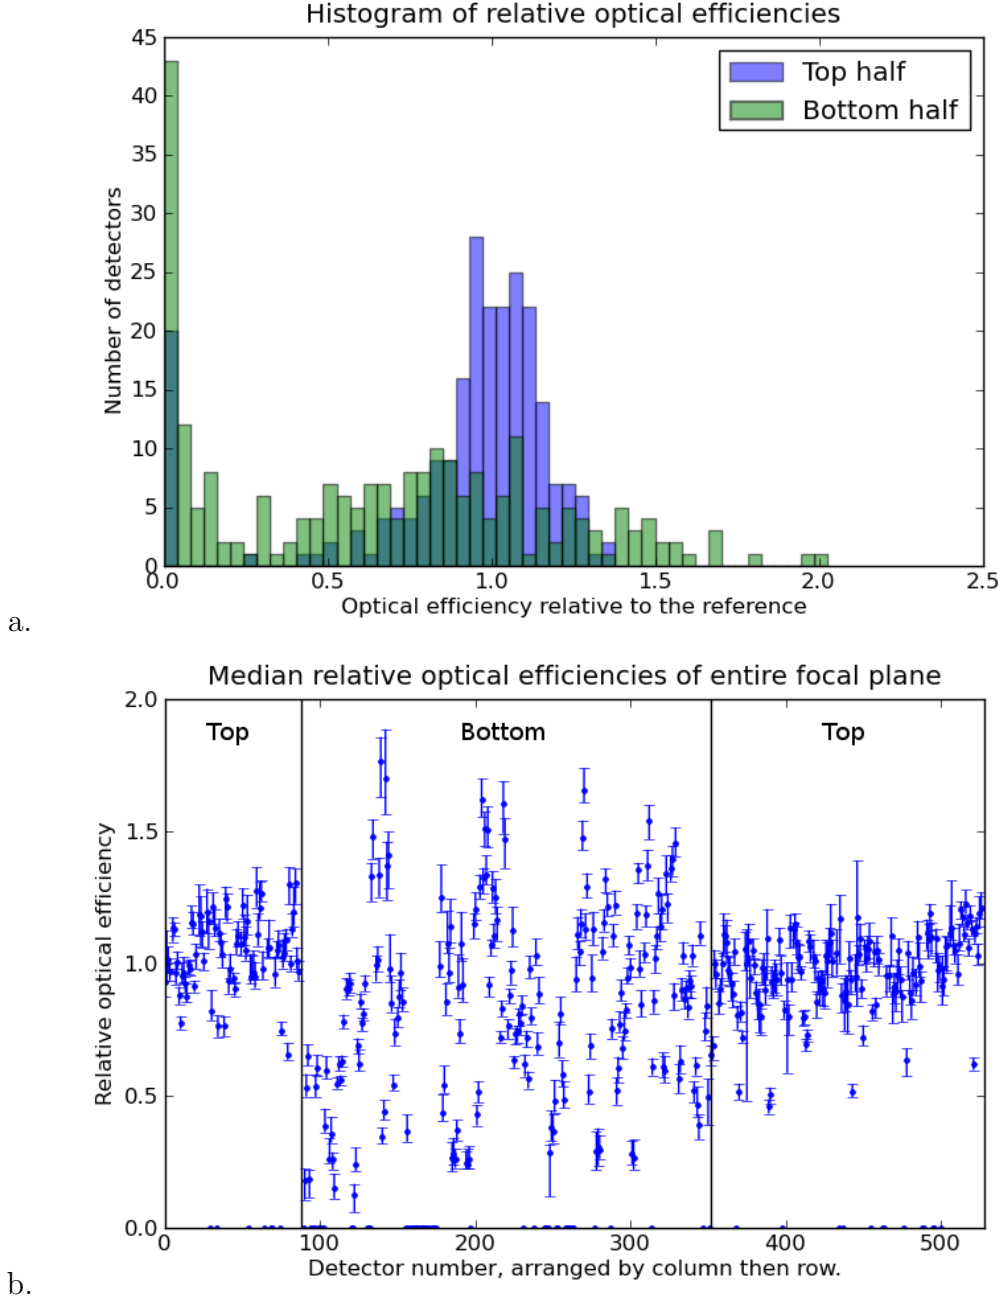 Histogram of relative optical efficiencies
45
40
35
30
25
20
15
10
5
0
Number of detectors
Top half
Bottom half
0.0 0.5 1.0 1.5 2.0 2.5
Optical efficiency relative to the reference
a.
Median relative optical efficiencies of entire focal plane
2.0
1.5
1.0
0.5
0.0
Relative optical efficiency
Top Bottom Top
0 100 200 300 400 500
Detector number, arranged by column then row.
b.